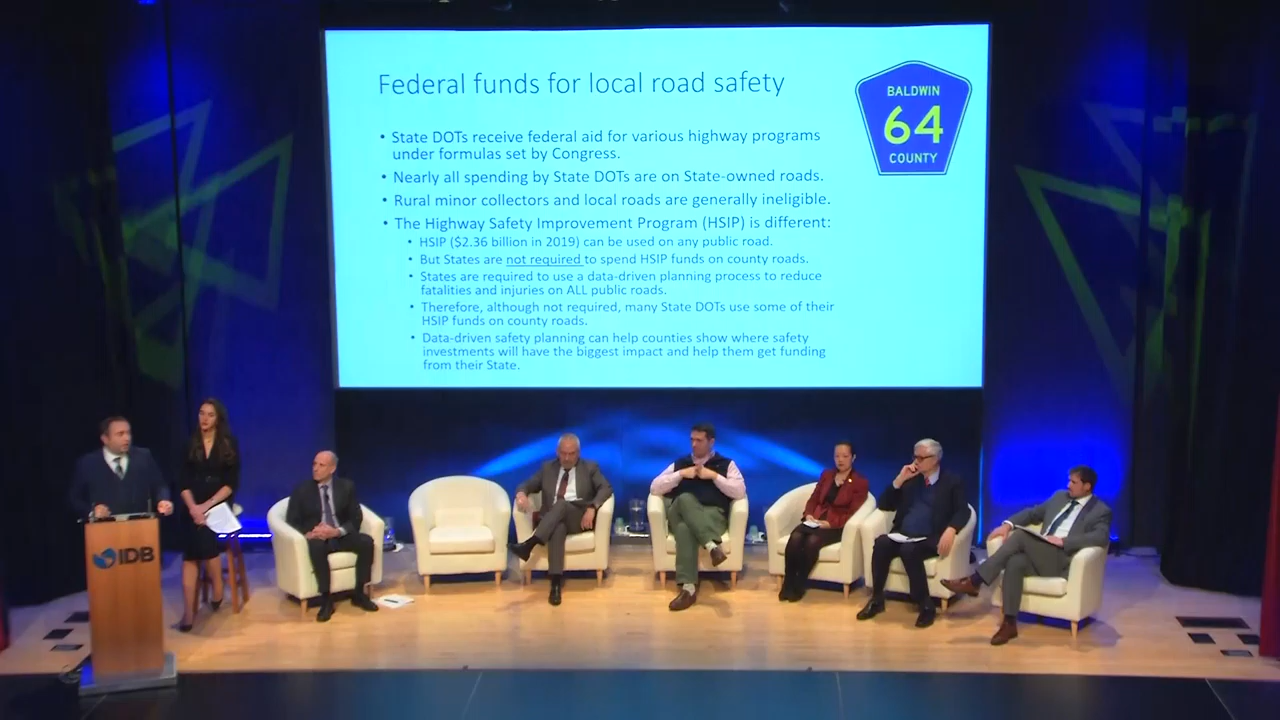 Federal funds for local road safety
BALDWIN
64
COUNTY
• State DOTs receive federal aid for various highway programs
under formulas set by Congress.
• Nearly all spending by State DOTs are on State-owned roads.
• Rural minor collectors and local roads are generally ineligible.
• The Highway Safety Improvement Program (HSIP) is different:
• HSIP ($2.36 billion in 2019) can be used on any public road.
• But States are not required to spend HSIP funds on county roads.
• States are required to use a data-driven planning process to reduce
fatalities and injuries on ALL public roads.
• Therefore, although not required, many State DOTs use some of their
HSIP funds on county roads.
• Data-driven safety planning can help counties show where safety
investments will have the biggest impact and help them get funding
from their State.
IDB